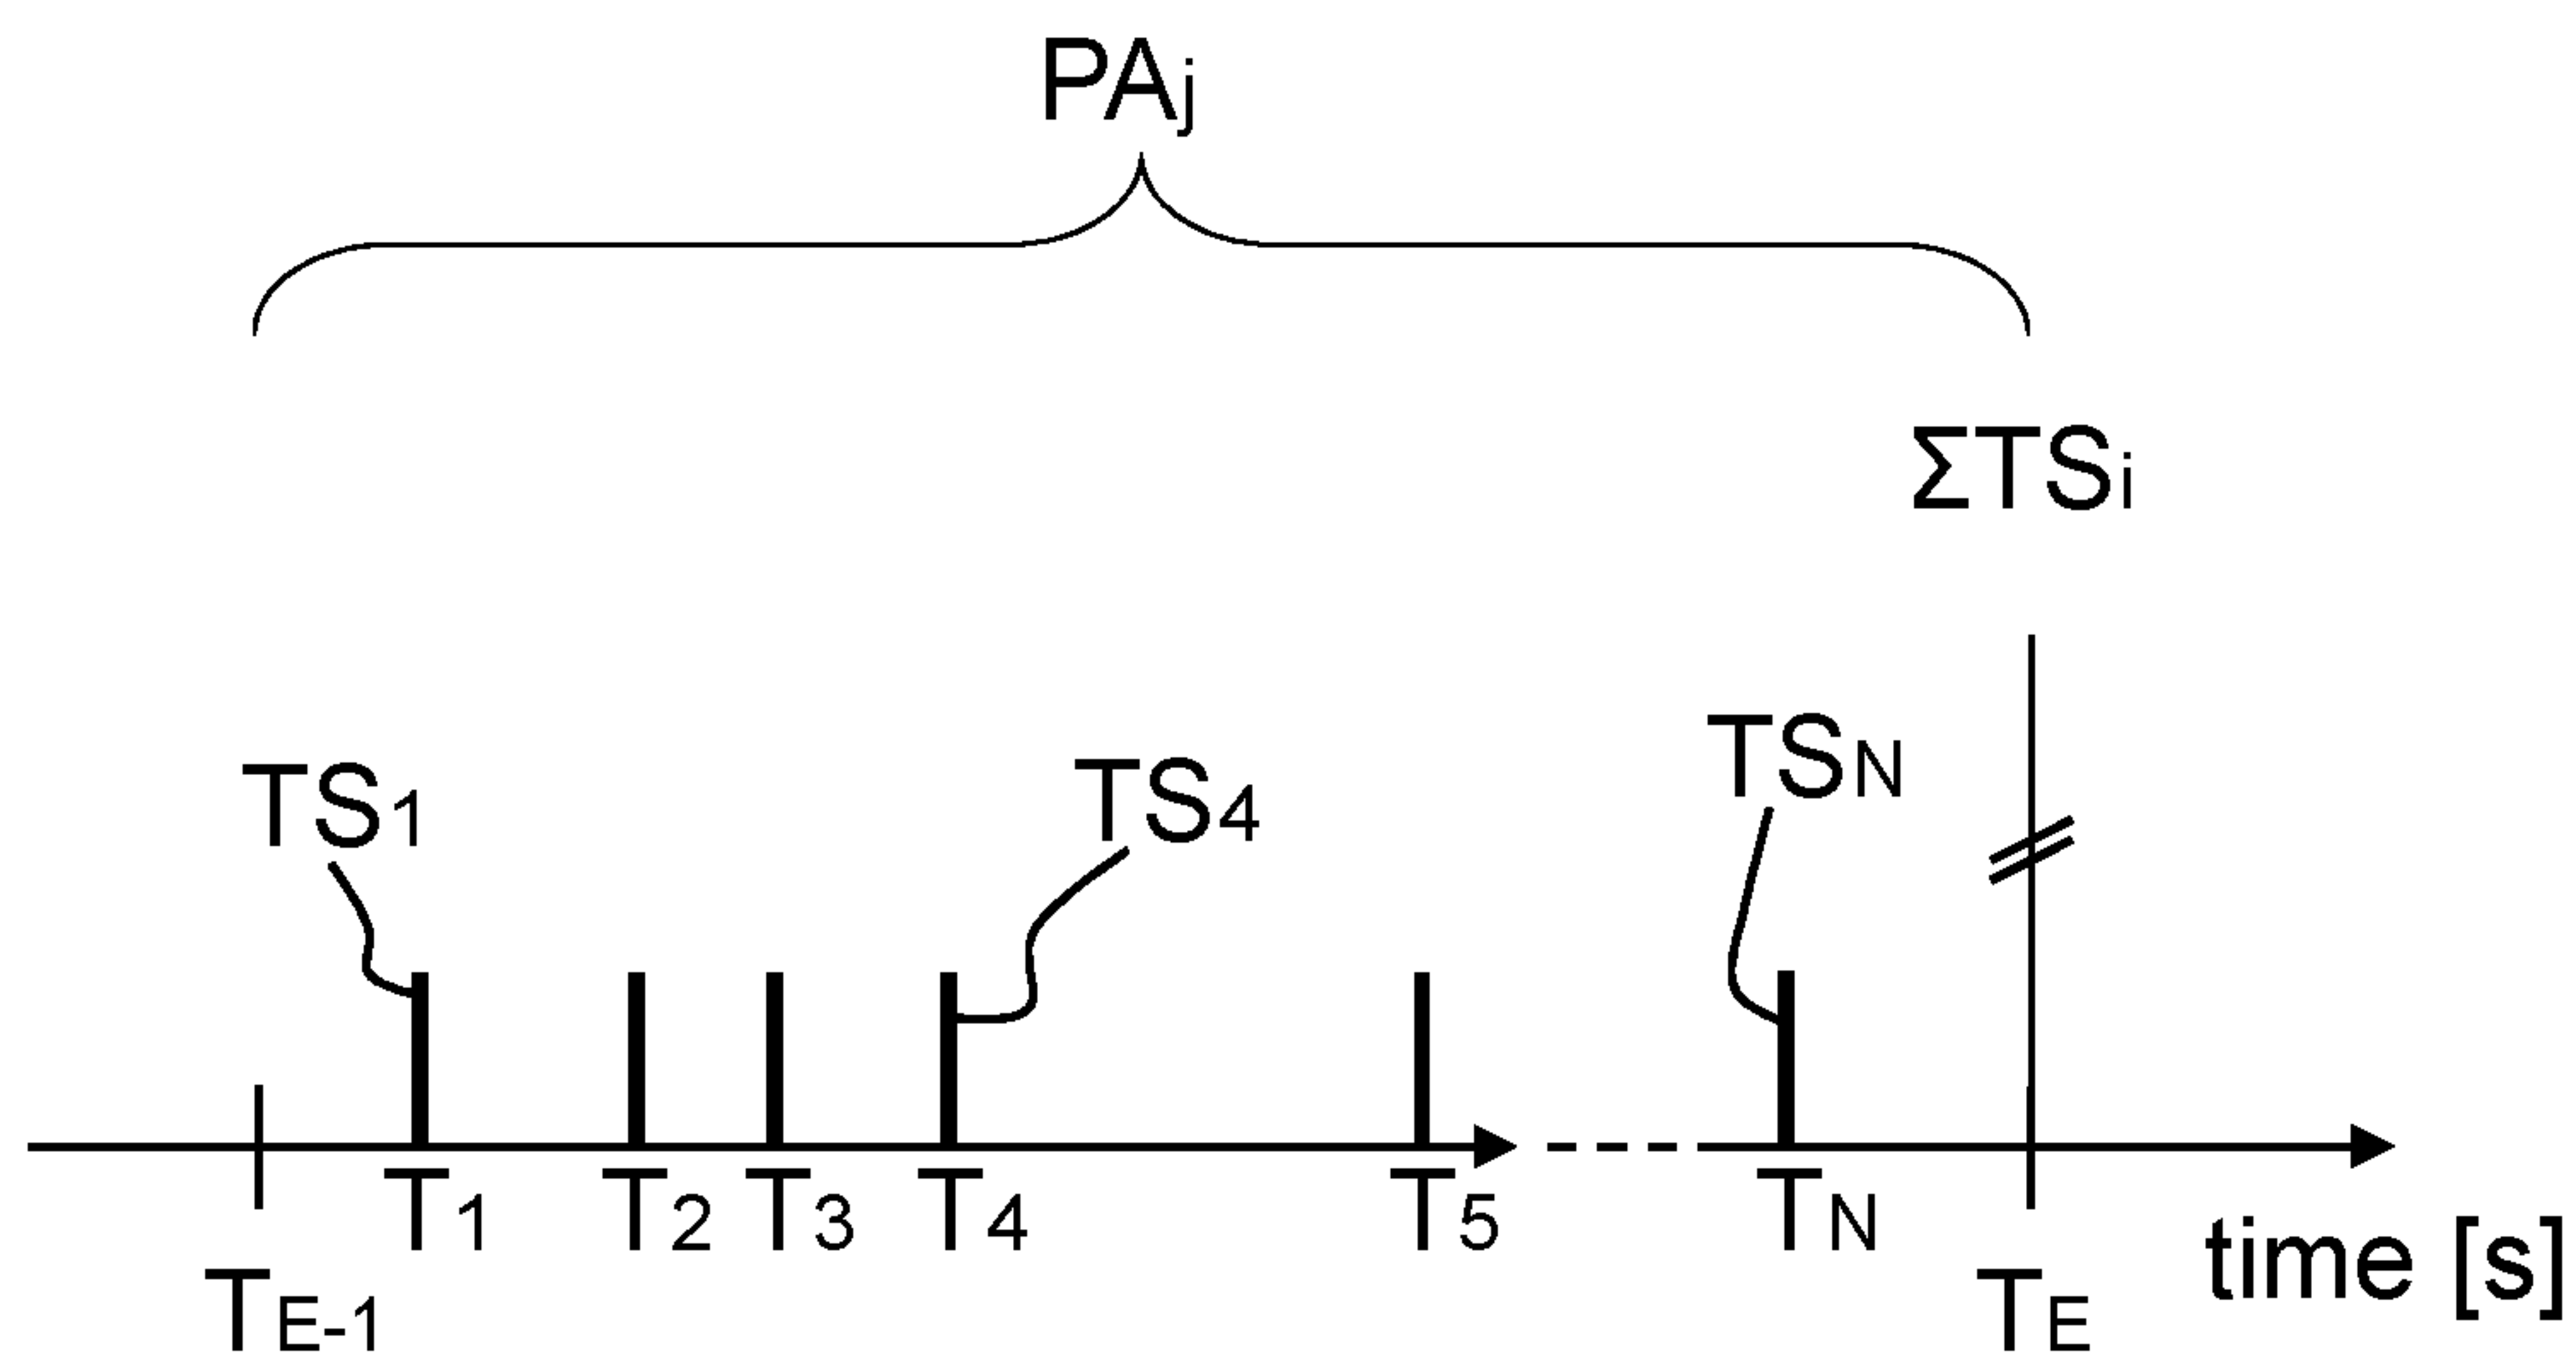 PAj
ΣTSi
TS1 TS4 TSN
T1 T2 T3 T4 T5 TN
TE-1 TE time [s]